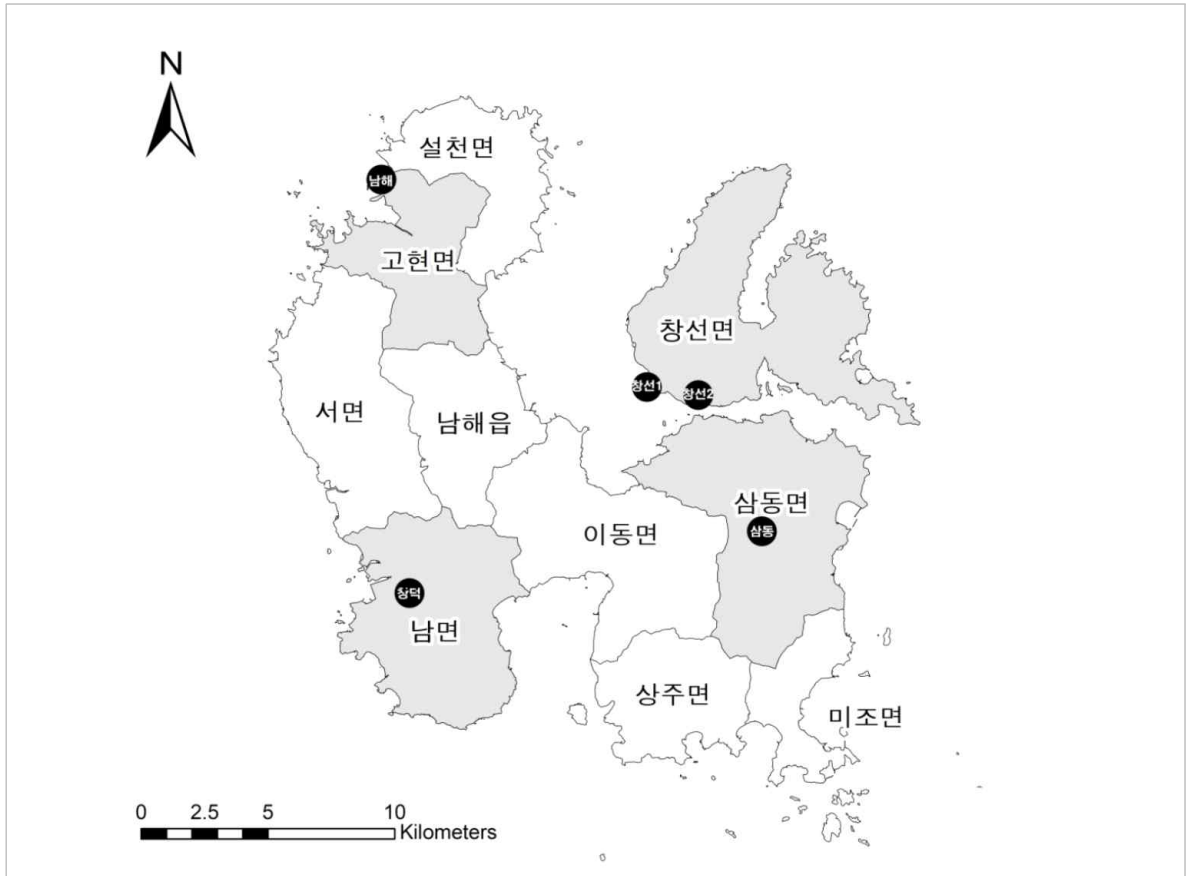 N
설천면
남해
고현면
창선면
창선1
창선2
서면
남해읍
삼동면
삼동
이동면
창덕
남면
상주면
미조면
0 2.5 5 10
Kilometers